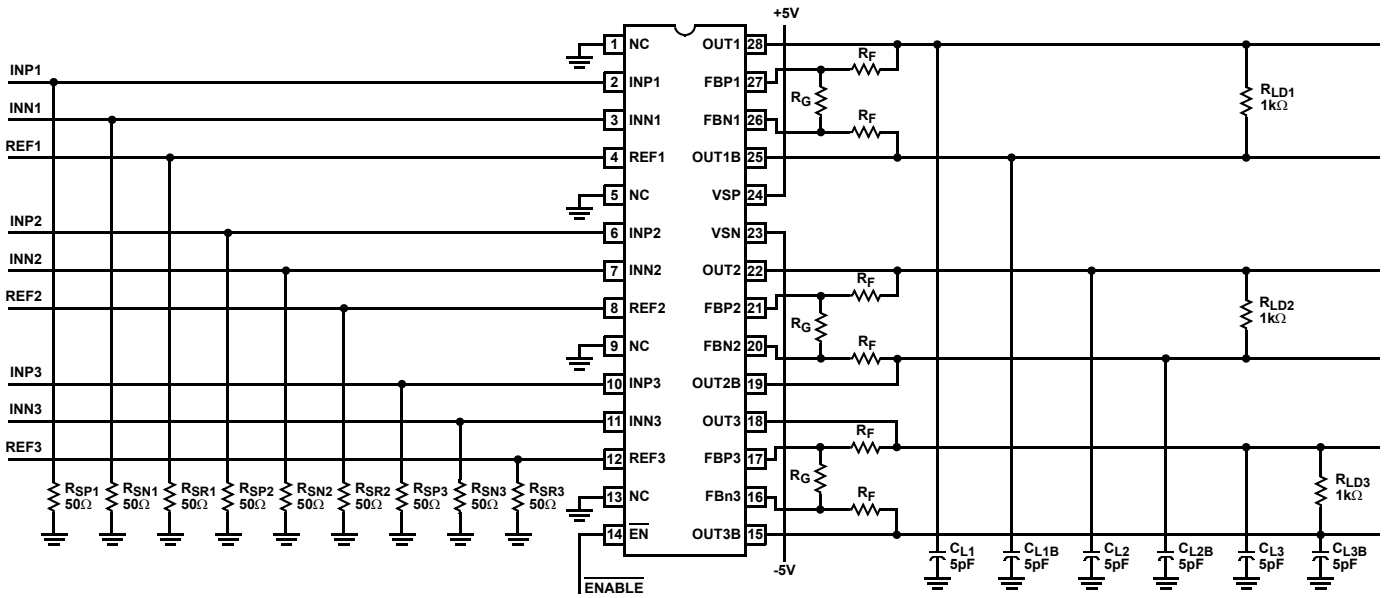 +5V
1 NC OUT1 28
INP1
2 INP1 FBP1 27
INN1
3 INN1 FBN1 26
REF1
4 REF1 OUT1B 25
5 NC VSP 24
INP2
6 INP2 VSN 23
INN2
7 INN2 OUT2 22
REF2
8 REF2 FBP2 21
9 NC FBN2 20
INP3
10 INP3 OUT2B 19
INN3
11 INN3 OUT3 18
REF3
12 REF3 FBP3 17
13 NC FBn3 16
14 EN OUT3B 15
ENABLE
-5V
RF
RG
RF
RLD1
1kΩ
RF
RG
RF
RLD2
1kΩ
RF
RG
RF
RLD3
1kΩ
RSP1
50Ω
RSN1
50Ω
RSR1
50Ω
RSP2
50Ω
RSN2
50Ω
RSR2
50Ω
RSP3
50Ω
RSN3
50Ω
RSR3
50Ω
CL1
5pF
CL1B
5pF
CL2
5pF
CL2B
5pF
CL3
5pF
CL3B
5pF